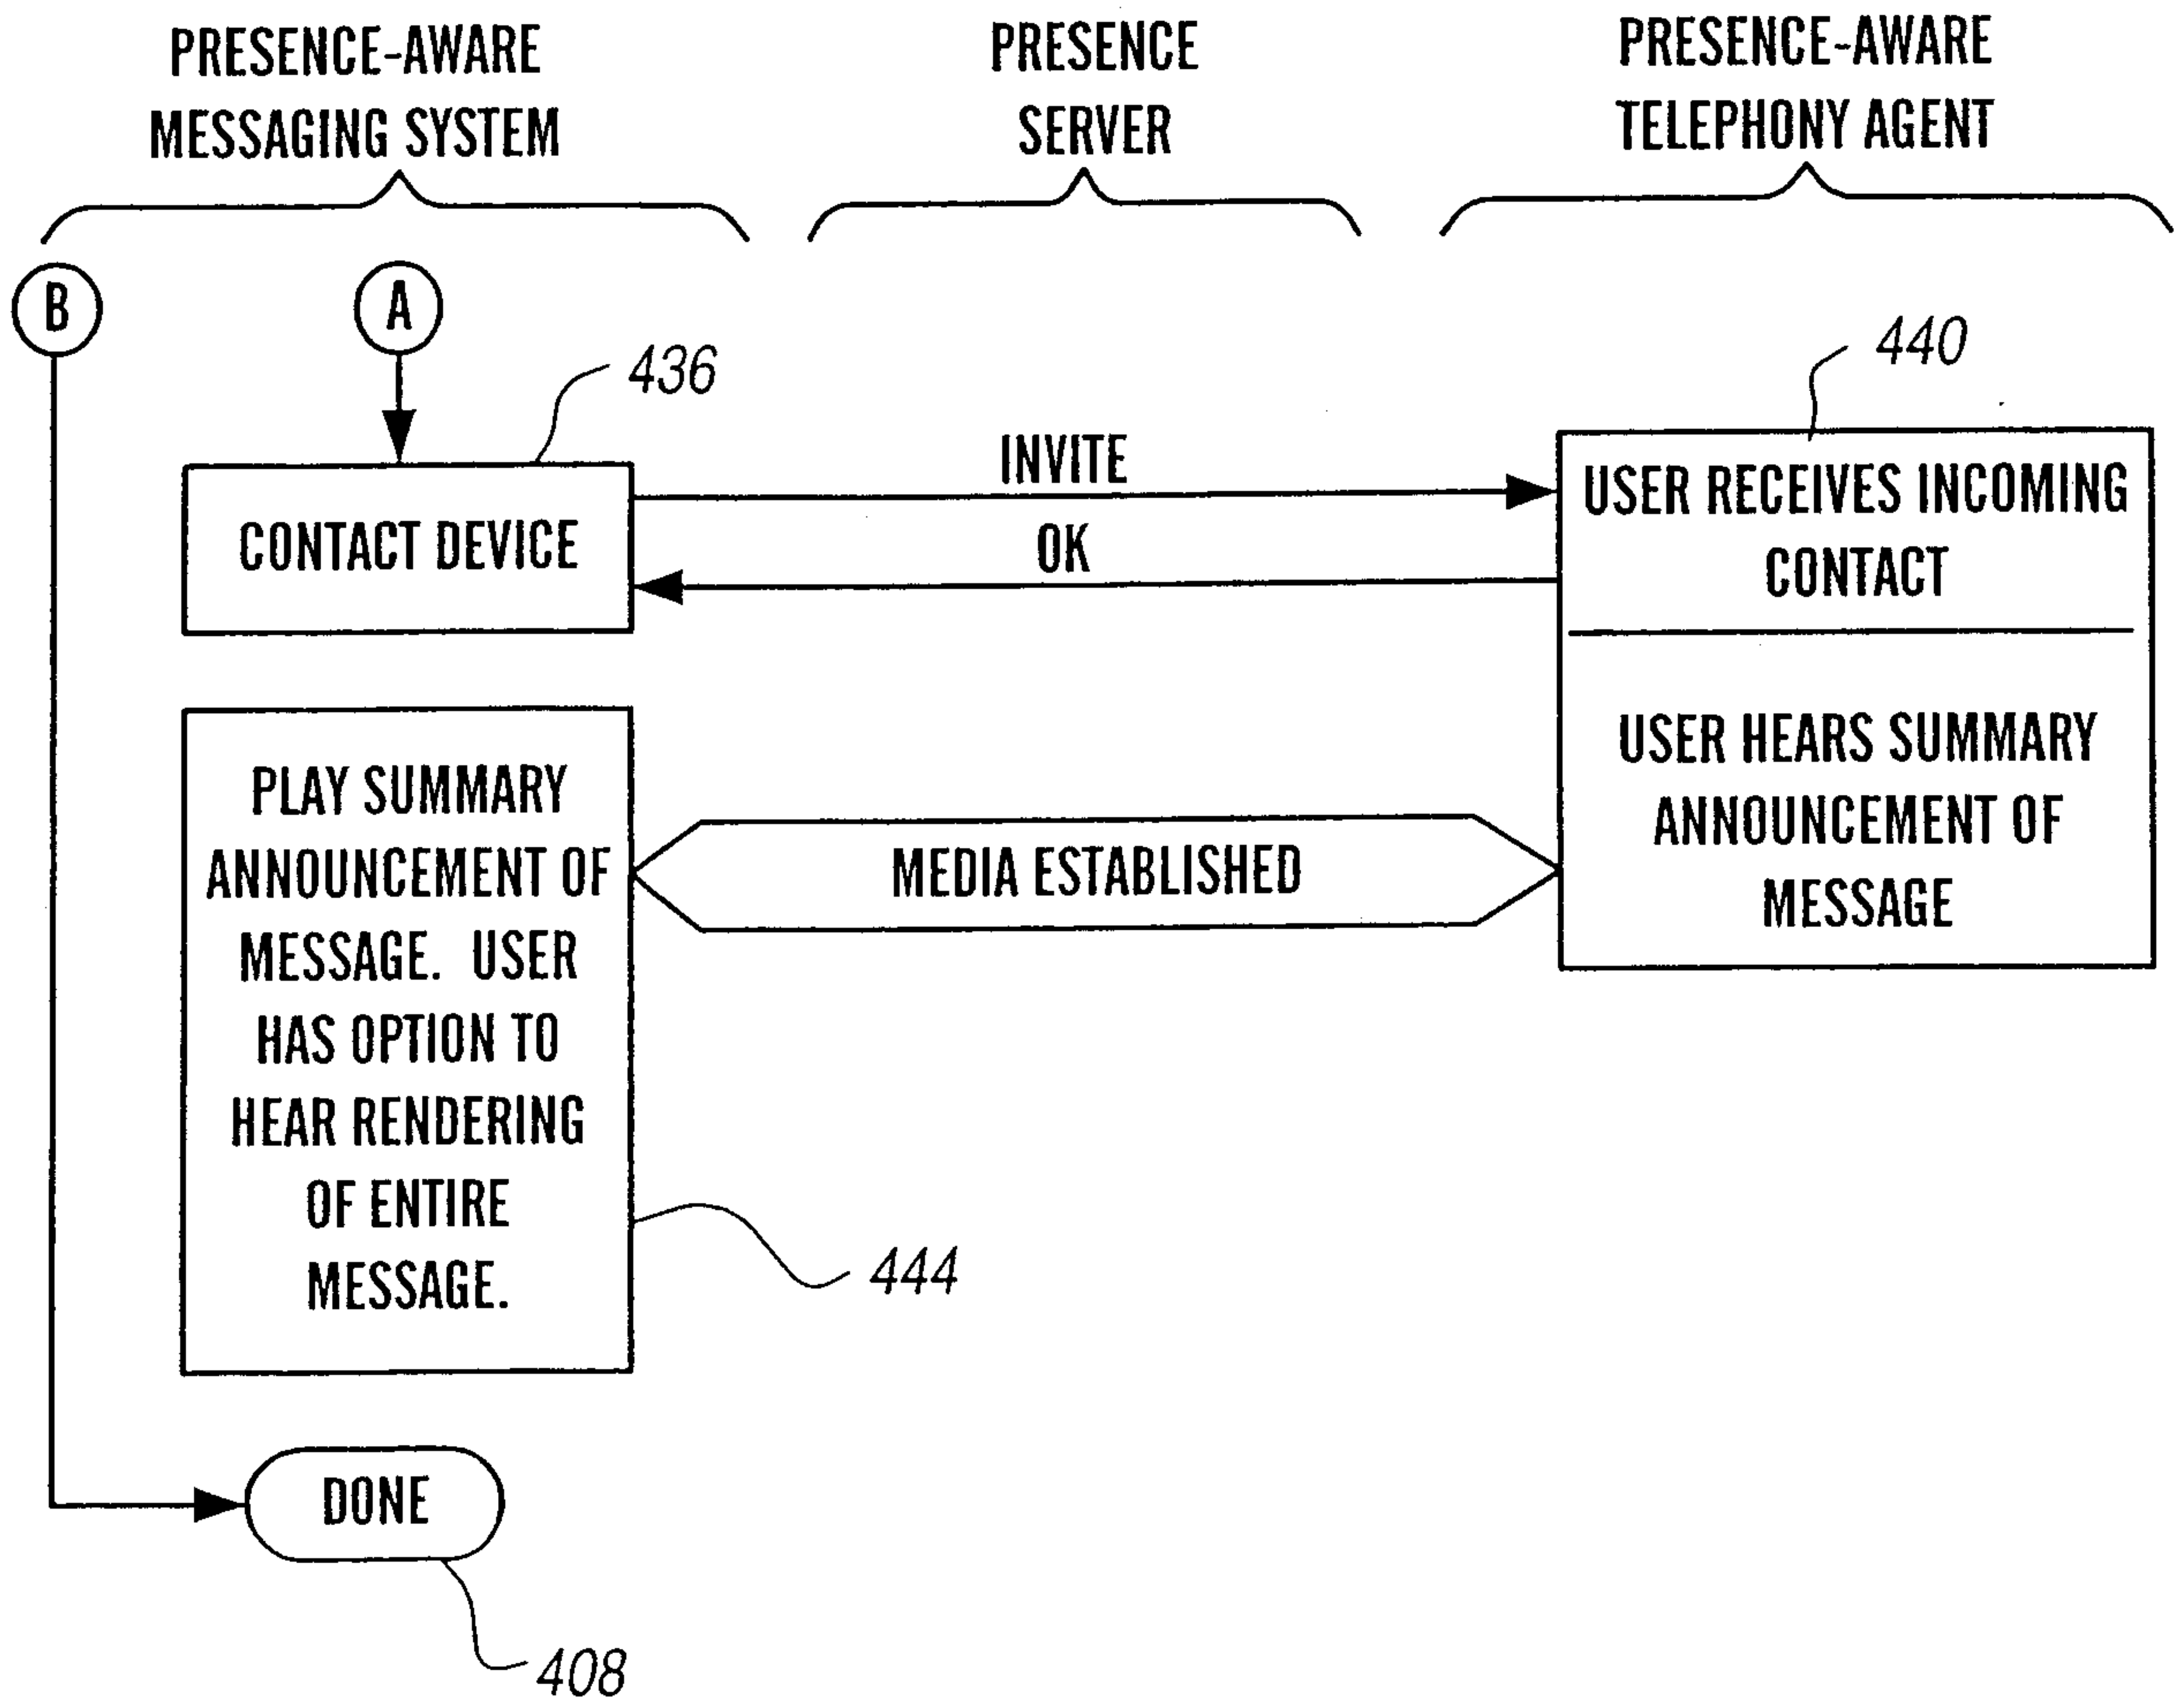 PRESENCE-AWARE
MESSAGING SYSTEM
PRESENCE
SERVER
PRESENCE-AWARE
TELEPHONY AGENT
B
A
436
440
CONTACT DEVICE
INVITE
OK
USER RECEIVES INCOMING
CONTACT
USER HEARS SUMMARY
ANNOUNCEMENT OF
MESSAGE
MEDIA ESTABLISHED
PLAY SUMMARY
ANNOUNCEMENT OF
MESSAGE. USER
HAS OPTION TO
HEAR RENDERING
OF ENTIRE
MESSAGE.
444
DONE
408